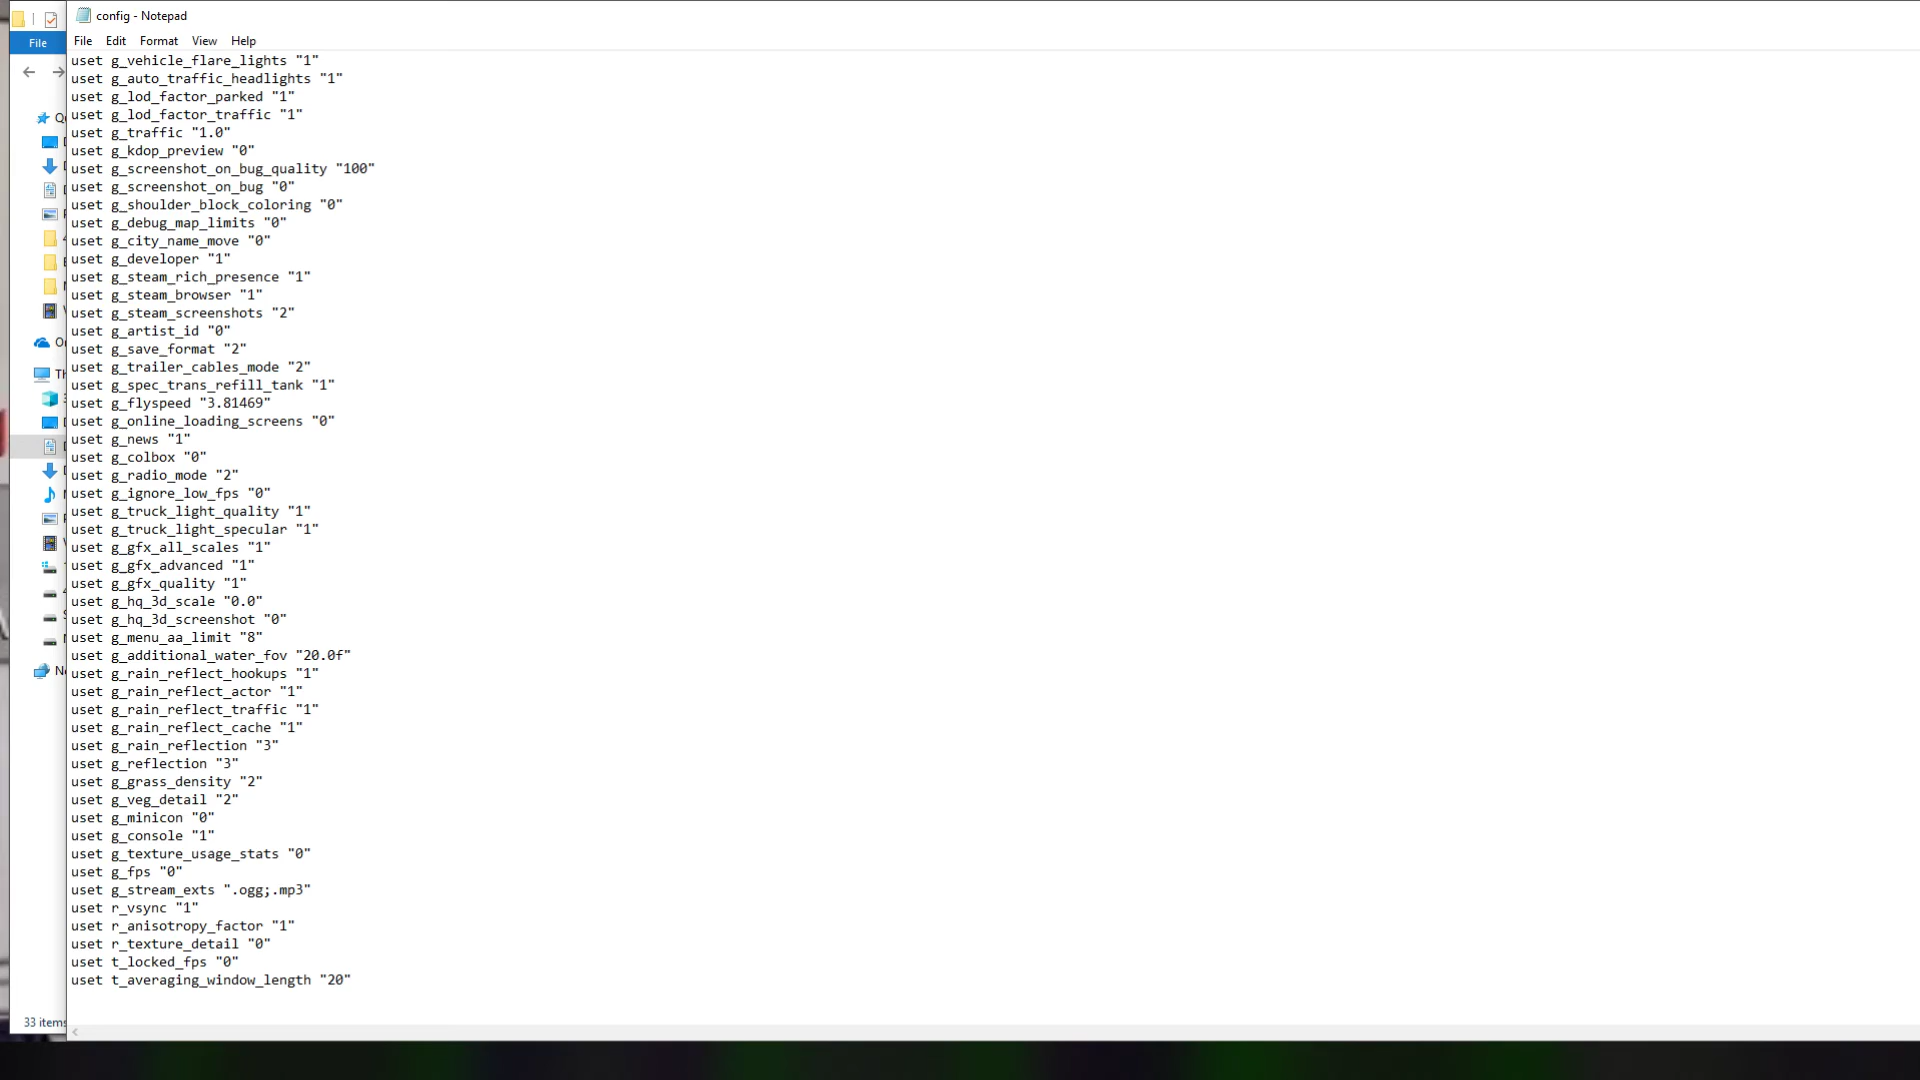 config - Notepad
File
File Edit Format View Help
uset g_vehicle_flare_lights "1"
uset g_auto_traffic_headlights "1"
uset g_lod_factor_parked "1"
uset g_lod_factor_traffic "1"
uset g_traffic "1.0"
uset g_kdop_preview "0"
uset g_screenshot_on_bug_quality "100"
uset g_screenshot_on_bug "0"
uset g_shoulder_block_coloring "0"
uset g_debug_map_limits "0"
uset g_city_name_move "0"
uset g_developer "1"
uset g_steam_rich_presence "1"
uset g_steam_browser "1"
uset g_steam_screenshots "2"
uset g_artist_id "0"
uset g_save_format "2"
uset g_trailer_cables_mode "2"
uset g_spec_trans_refill_tank "1"
uset g_flyspeed "3.81469"
uset g_online_loading_screens "0"
uset g_news "1"
uset g_colbox "0"
uset g_radio_mode "2"
uset g_ignore_low_fps "0"
uset g_truck_light_quality "1"
uset g_truck_light_specular "1"
uset g_gfx_all_scales "1"
uset g_gfx_advanced "1"
uset g_gfx_quality "1"
uset g_hq_3d_scale "0.0"
uset g_hq_3d_screenshot "0"
uset g_menu_aa_limit "8"
uset g_additional_water_fov "20.0f"
uset g_rain_reflect_hookups "1"
uset g_rain_reflect_actor "1"
uset g_rain_reflect_traffic "1"
uset g_rain_reflect_cache "1"
uset g_rain_reflection "3"
uset g_reflection "3"
uset g_grass_density "2"
uset g_veg_detail "2"
uset g_minicon "0"
uset g_console "1"
uset g_texture_usage_stats "0"
uset g_fps "0"
uset g_stream_exts ".ogg;.mp3"
uset r_vsync "1"
uset r_anisotropy_factor "1"
uset r_texture_detail "0"
uset t_locked_fps "0"
uset t_averaging_window_length "20"
33 items